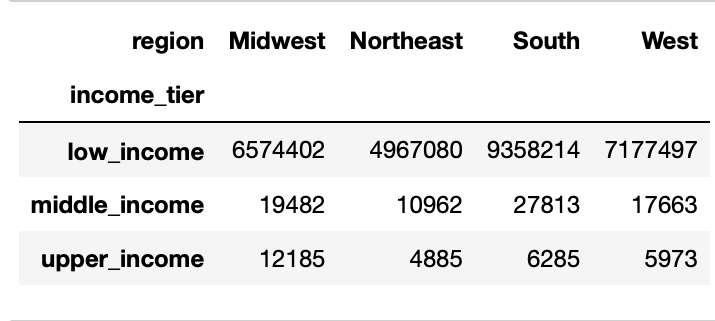 region Midwest Northeast South West
income_tier
low_income 6574402 4967080 9358214 7177497
middle_income 19482 10962 27813 17663
upper_income 12185 4885 6285 5973